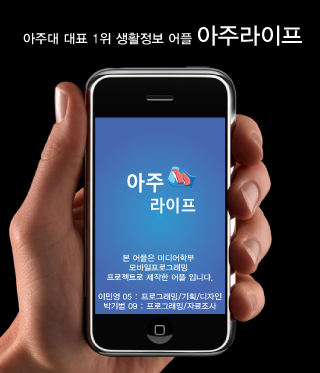 아주대 대표 1위 생활정보 어플 아주라이프
아주
라이프
본 어플은 미디어학부
모바일프로그래밍
프로젝트로 제작한 어플 입니다.
이민영 05 : 프로그래밍/기획/디자인
박기범 09 : 프로그래밍/자료조사